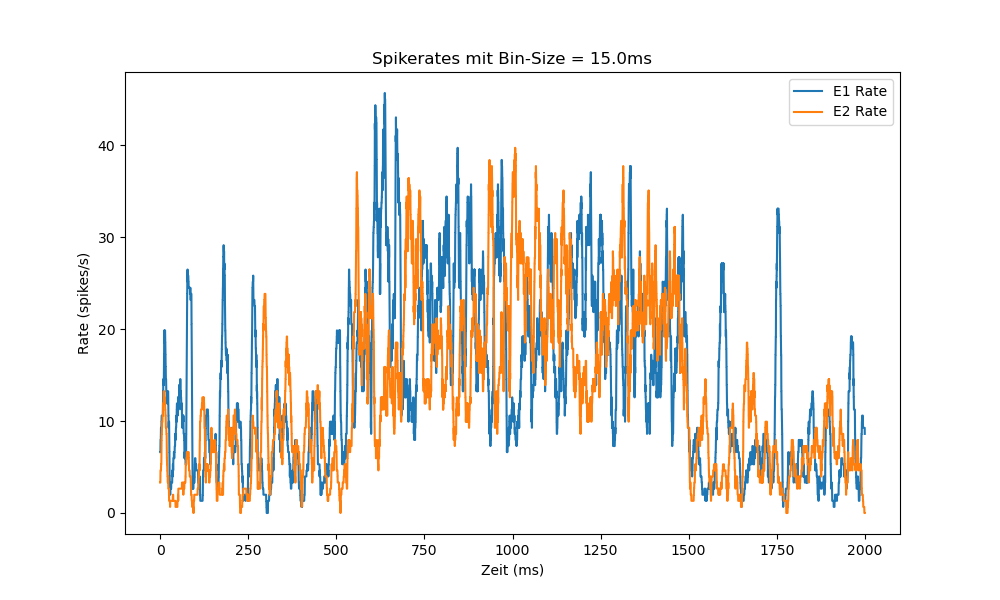 Spikerates mit Bin-Size = 15.0ms
E1 Rate
E2 Rate
Rate (spikes/s)
40
30
20
10
0
0 250 500 750 1000 1250 1500 1750 2000
Zeit (ms)